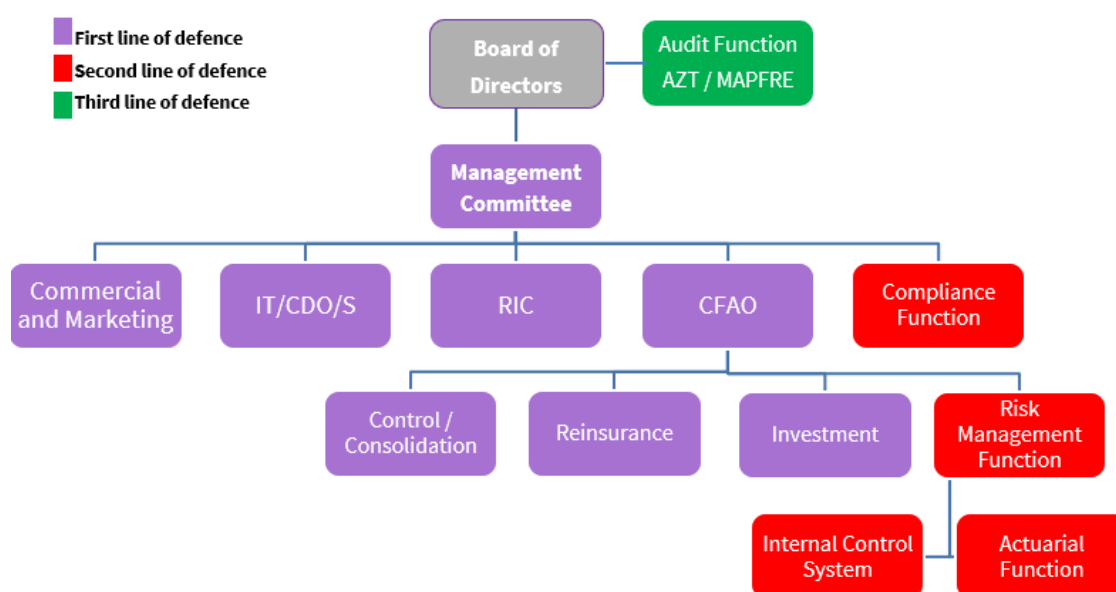 First line of defence
Second line of defence
Third line of defence
Board of
Directors
Audit Function
AZT / MAPFRE
Management
Committee
Commercial
and Marketing
IT/CDO/S
RIC
CFAO
Compliance
Function
Control /
Consolidation
Reinsurance
Investment
Risk
Management
Function
Internal Control
System
Actuarial
Function